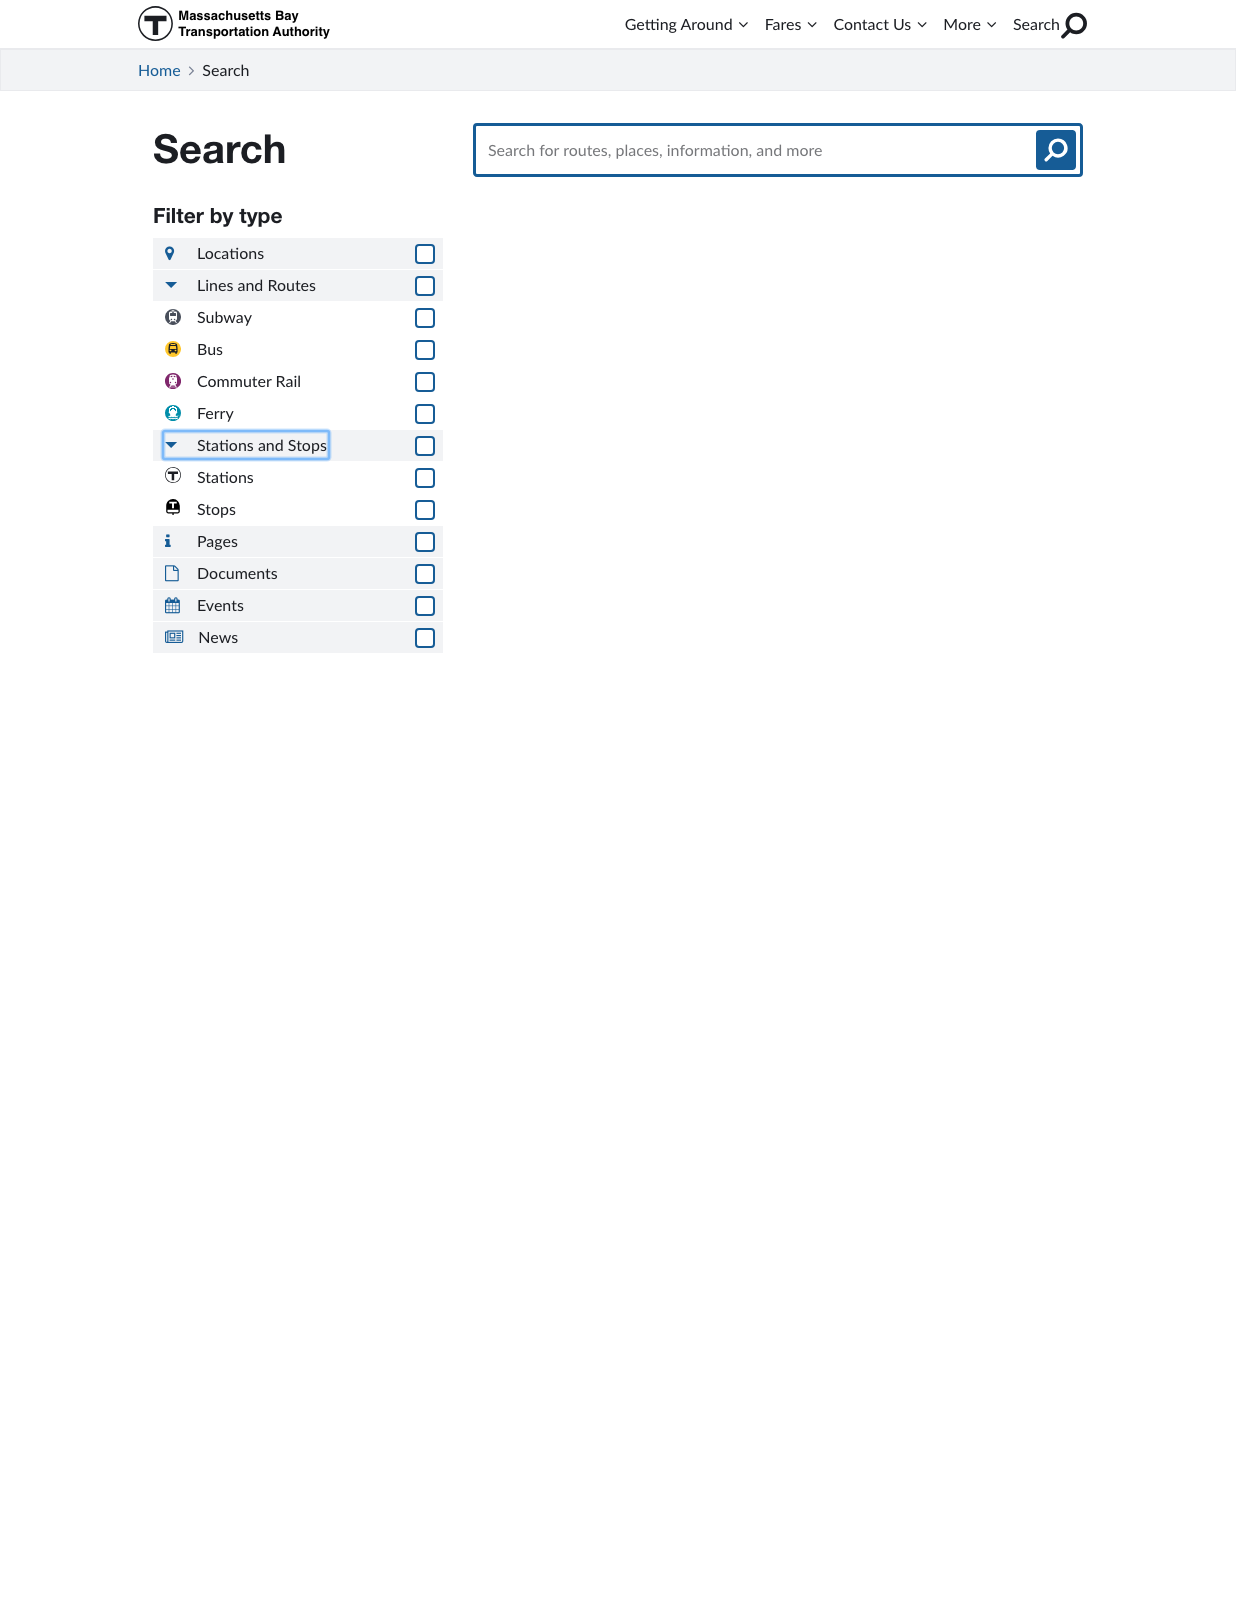 Massachusetts Bay
Transportation Authority
Getting Around
Fares
Contact Us
More
Search
Home
Search
Search
Search for routes, places, information, and more
Filter by type
Locations
Lines and Routes
Subway
Bus
Commuter Rail
Ferry
Stations and Stops
Stations
Stops
Pages
Documents
Events
News